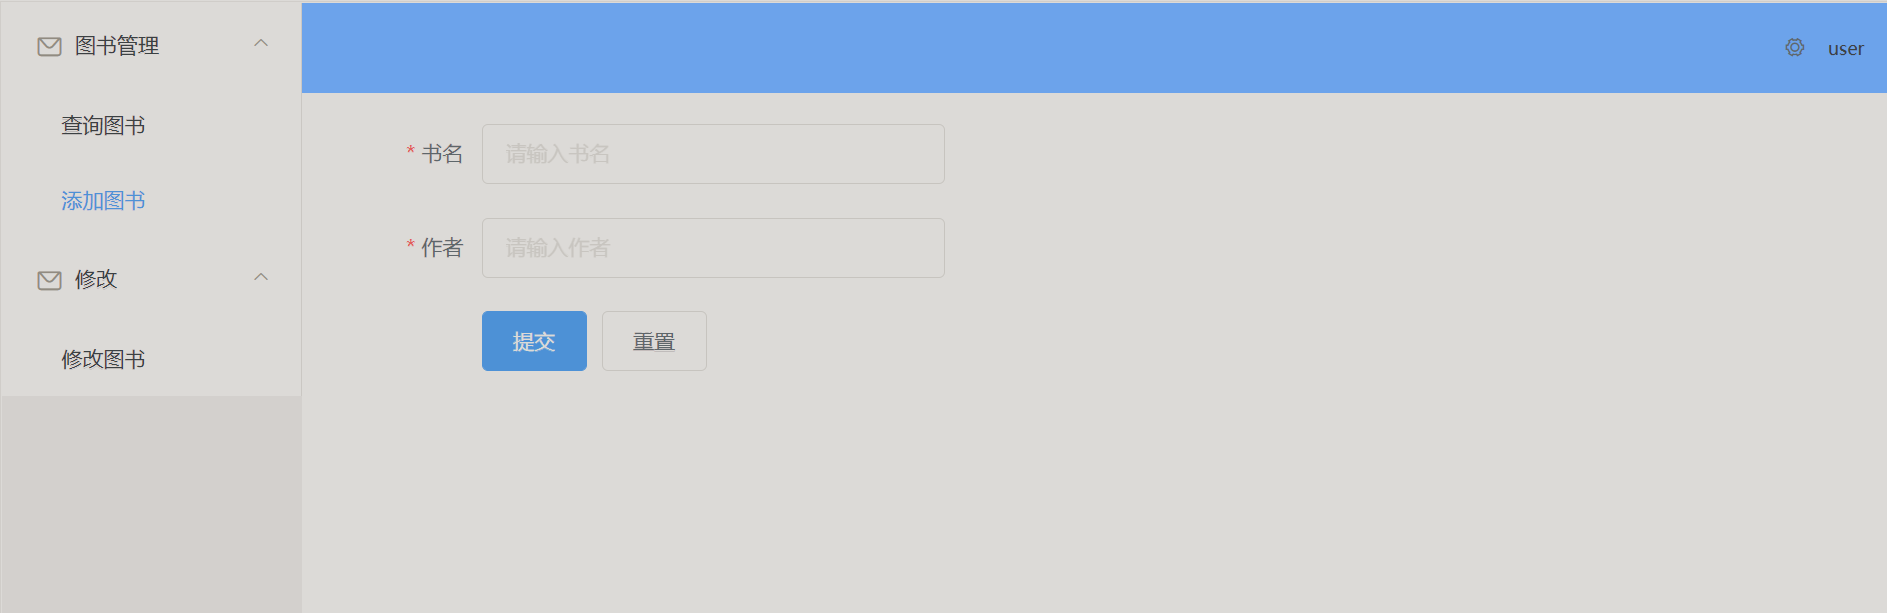 图书管理
查询图书
添加图书
修改
修改图书
user
* 书名 请输入书名
* 作者 请输入作者
提交 重置